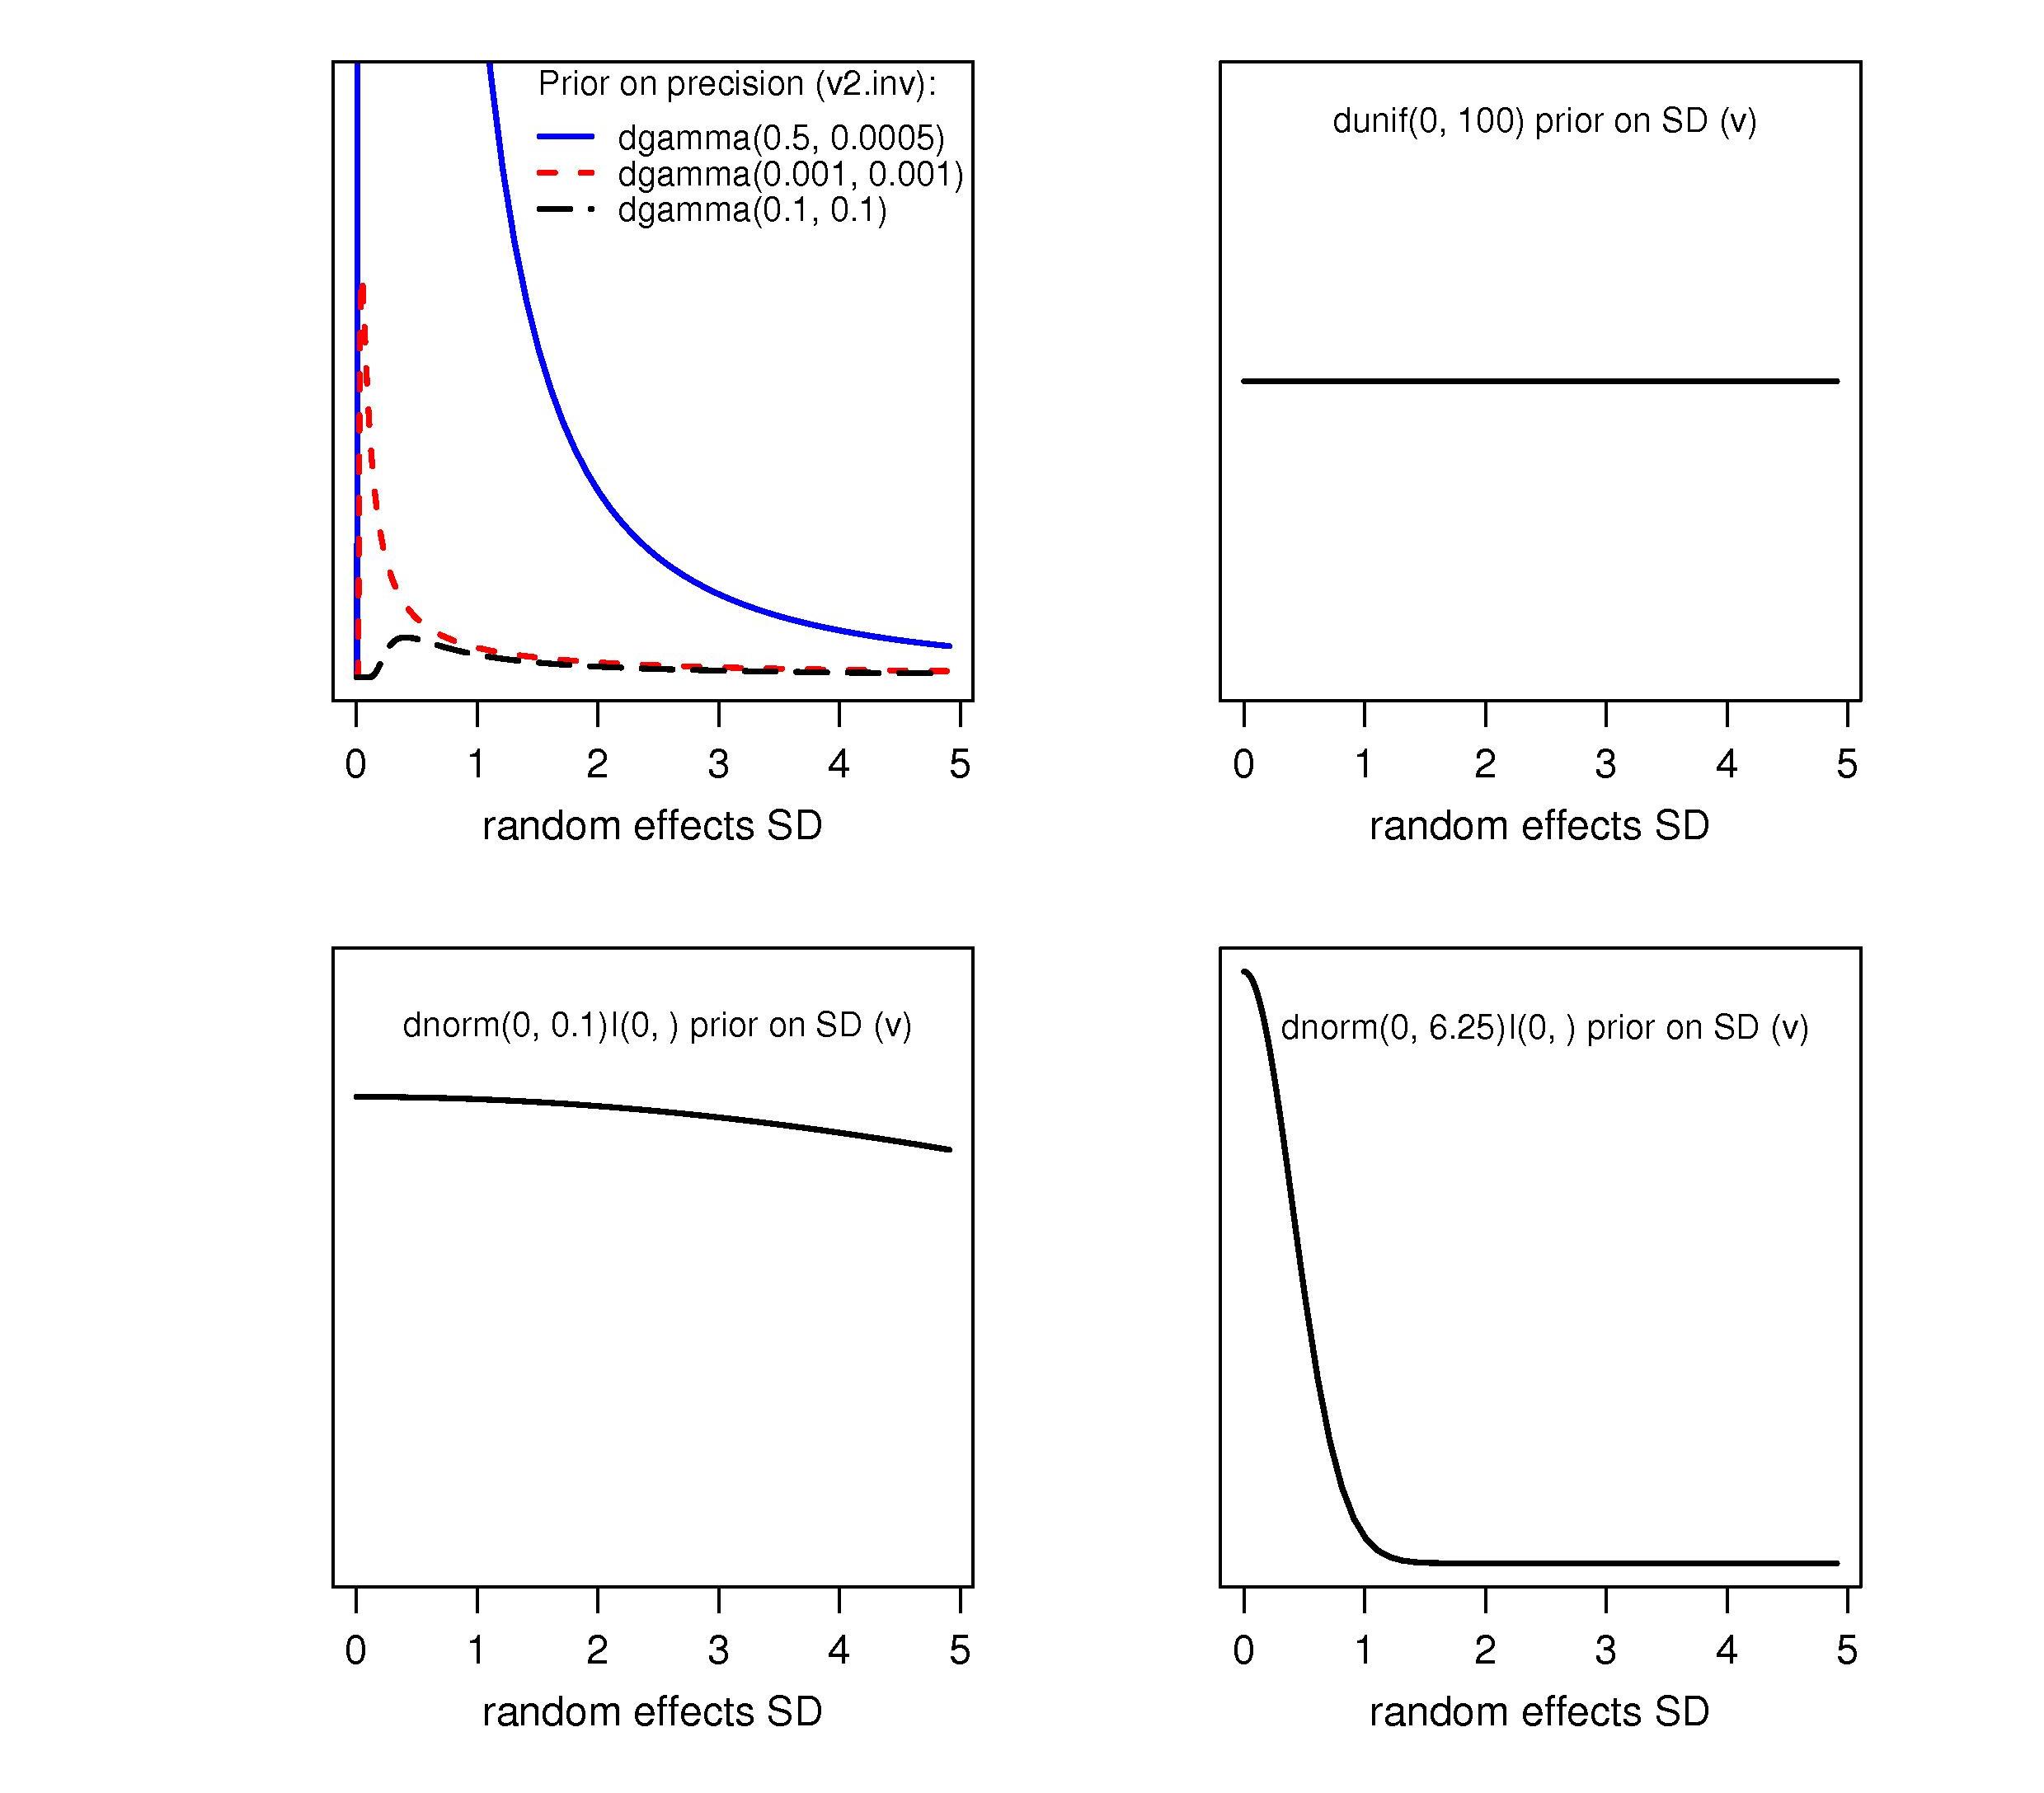 Prior on precision (v2.inv):
dgamma(0.5, 0.0005)
dgamma(0.001, 0.001)
dgamma(0.1, 0.1)
0 1 2 3 4 5
random effects SD
dunif(0, 100) prior on SD (v)
0 1 2 3 4 5
random effects SD
dnorm(0, 0.1)I(0, ) prior on SD (v)
0 1 2 3 4 5
random effects SD
dnorm(0, 6.25)I(0, ) prior on SD (v)
0 1 2 3 4 5
random effects SD